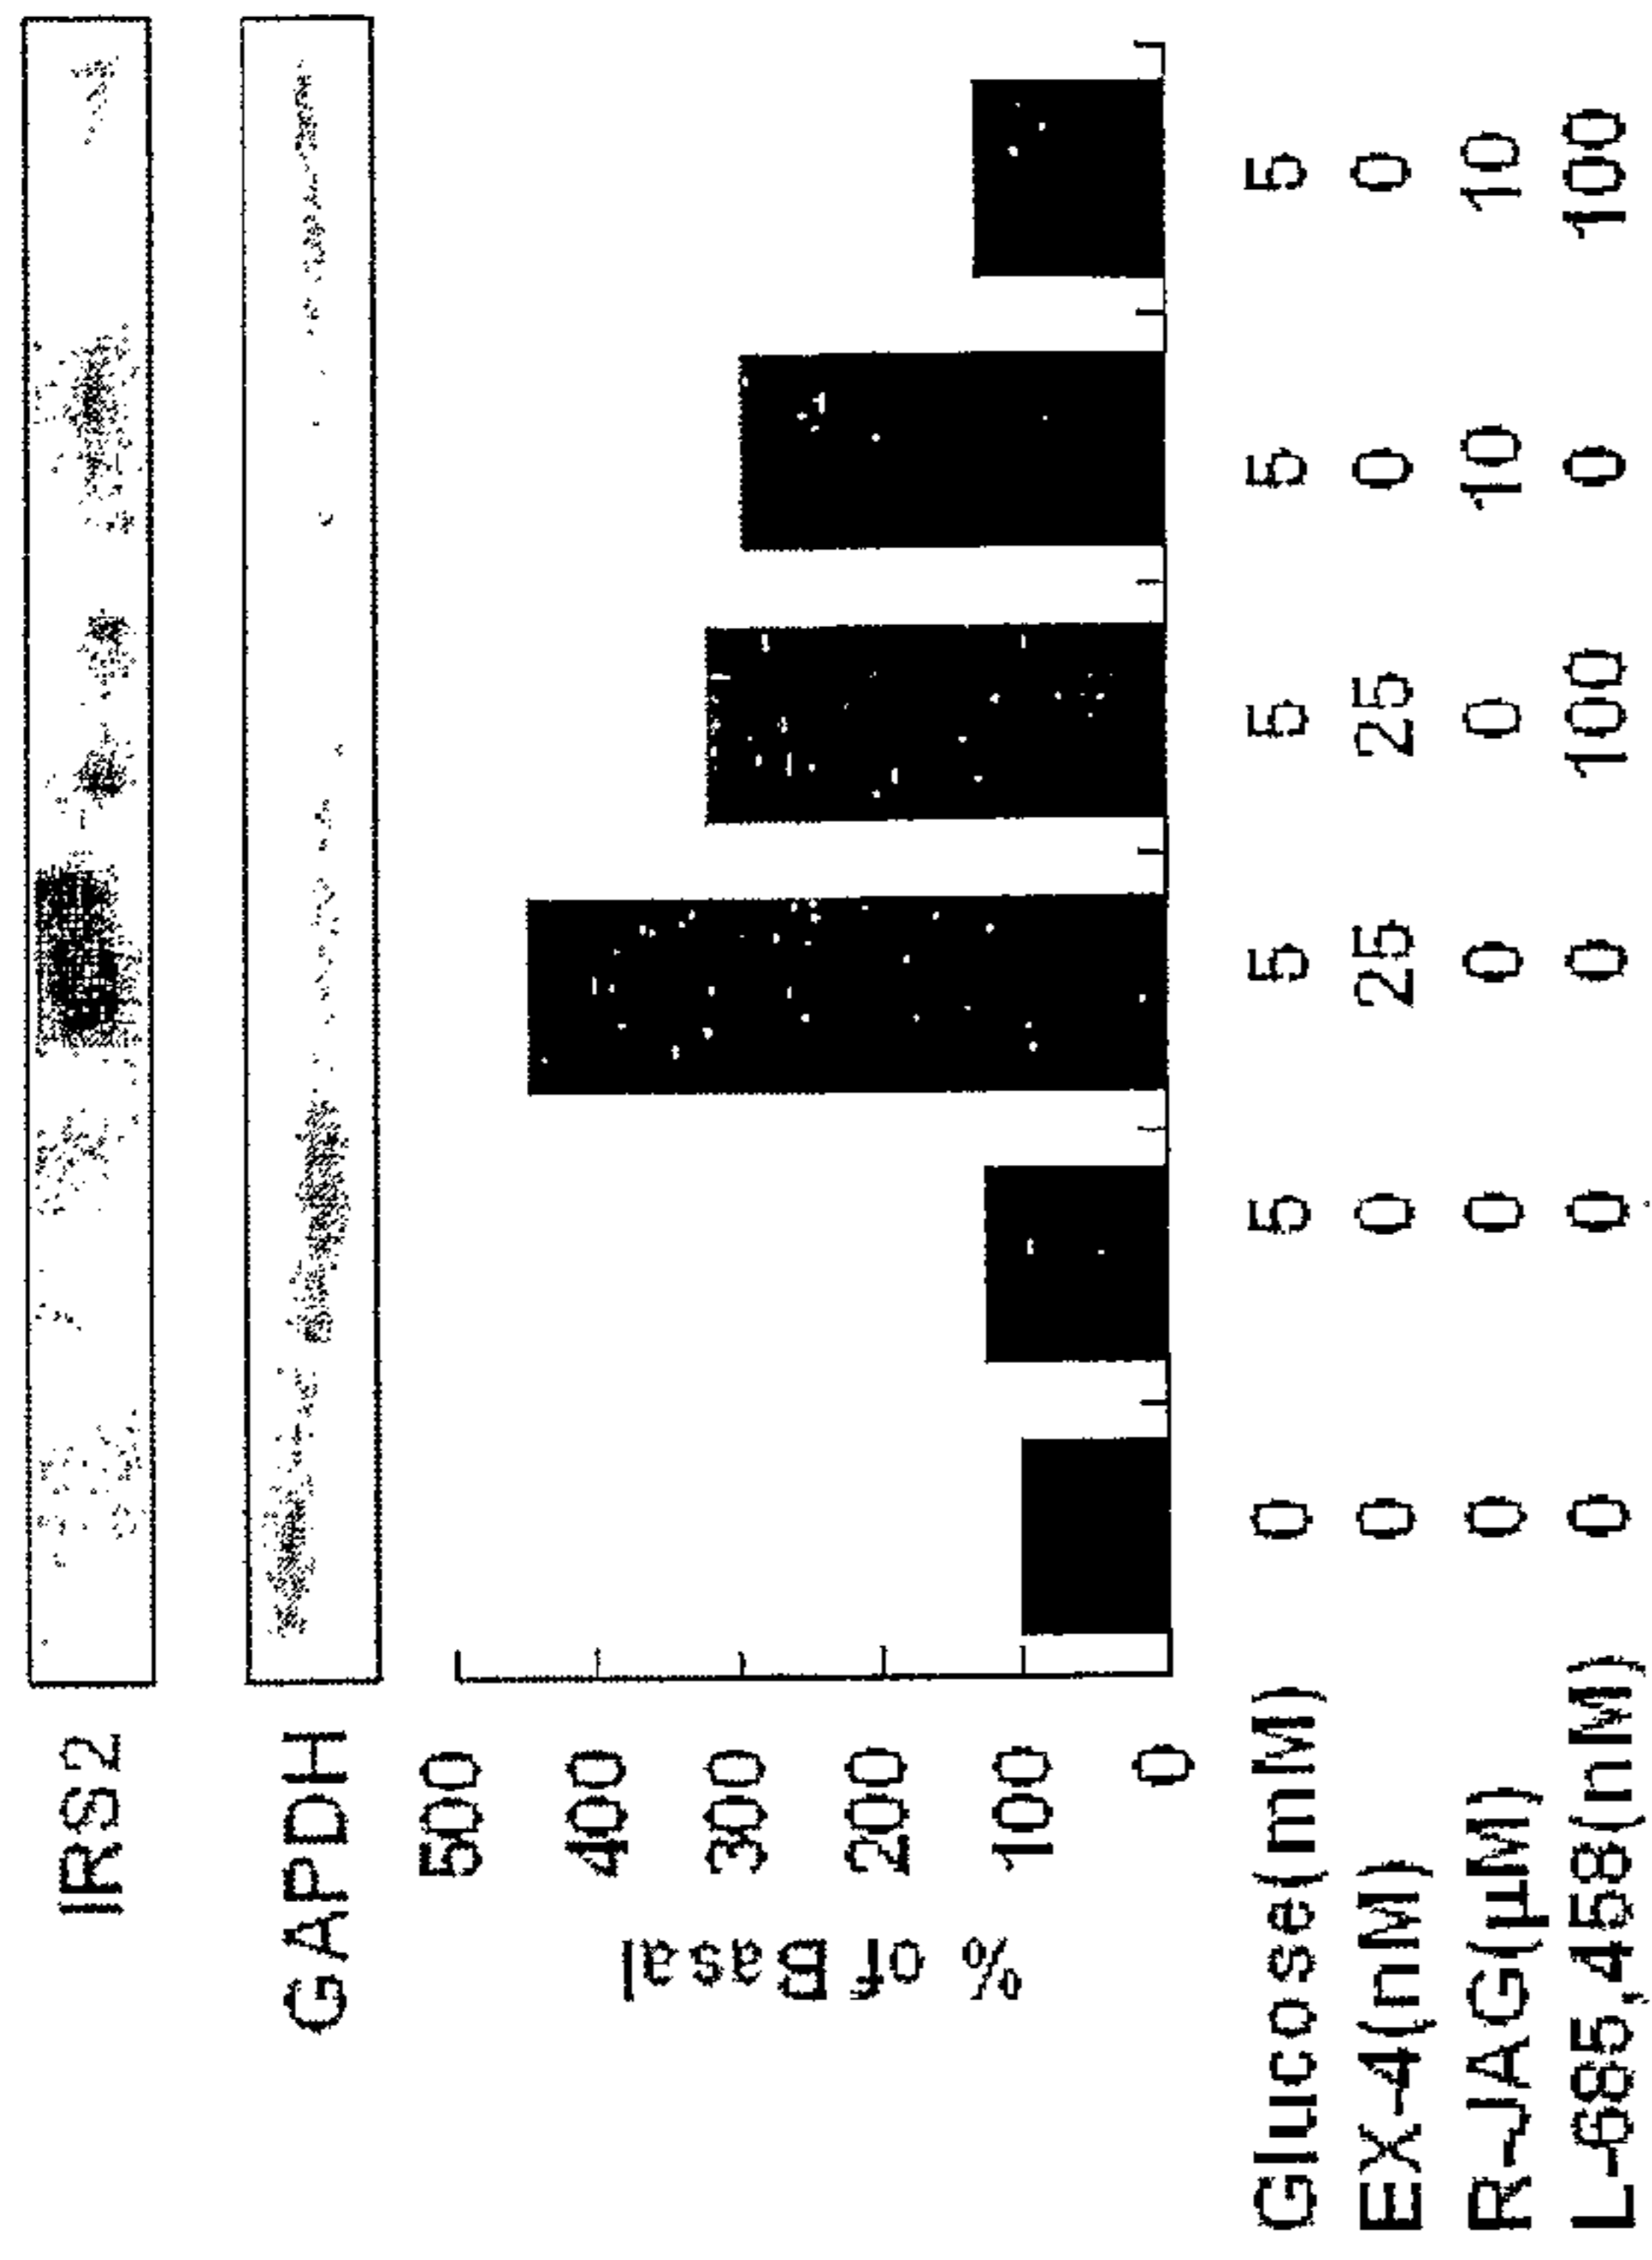 IRS2
GAPDH
500
400
300
200
100
0
% of Basal
Glucose(mM) 0 5 5 5 5 5
EX-4(nM) 0 0 25 25 0 0
R-JAG(µM) 0 0 0 0 10 10
L-685,458(nM) 0 0 0 100 0 100